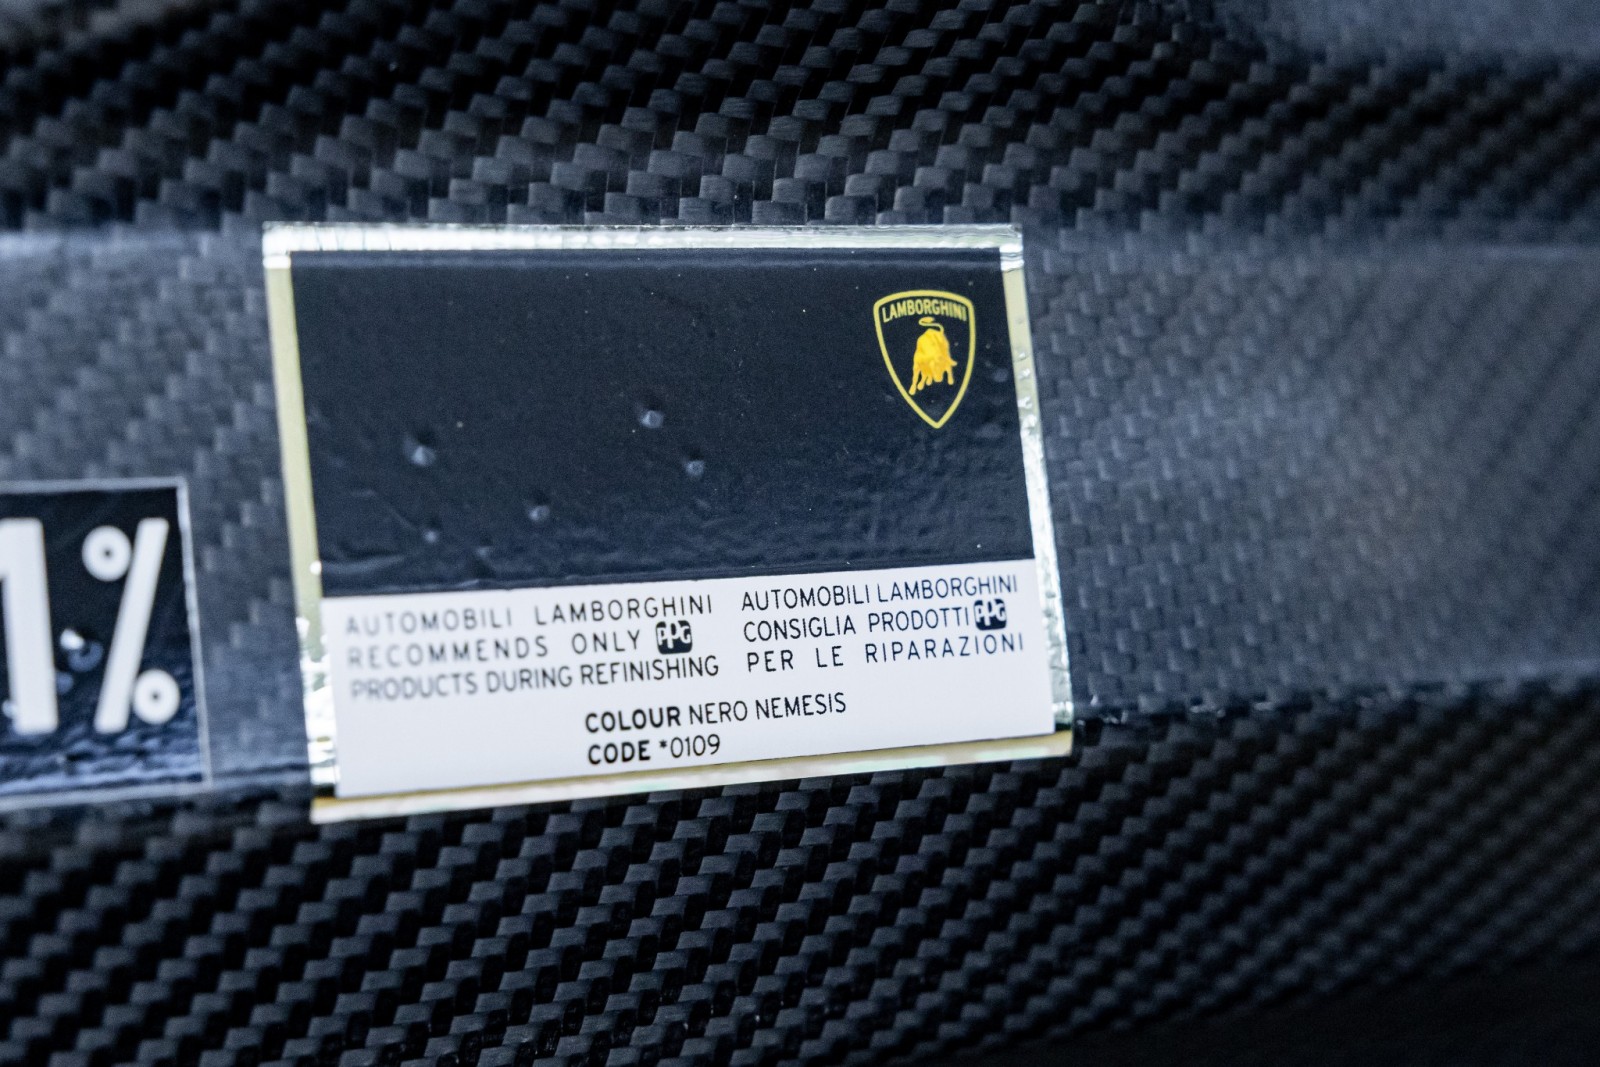 LAMBORGHINI
1%
AUTOMOBILI LAMBORGHINI
RECOMMENDS ONLY PPG
PRODUCTS DURING REFINISHING
AUTOMOBILI LAMBORGHINI
CONSIGLIA PRODOTTI PPG
PER LE RIPARAZIONI
COLOUR NERO NEMESIS
CODE *0109